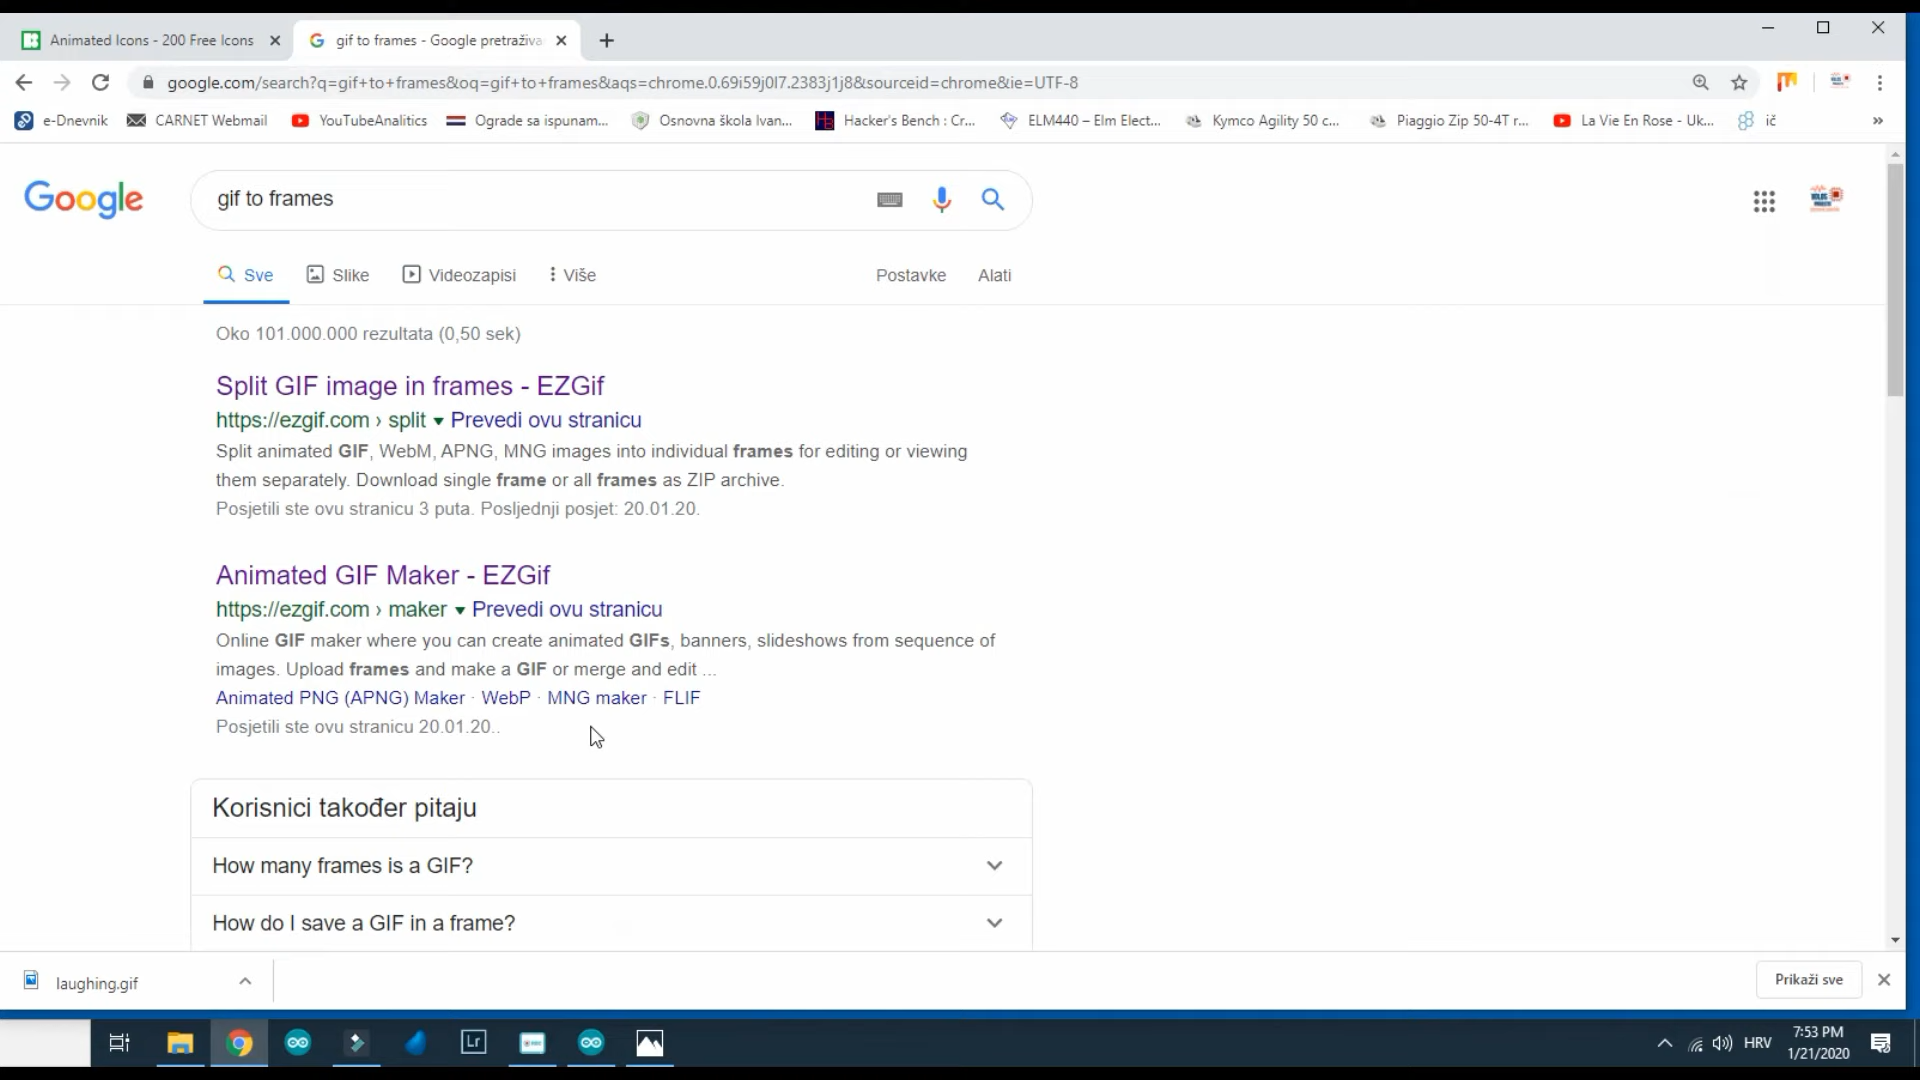 Animated Icons - 200 Free Icons
gif to frames - Google pretraživa
google.com/search?q=gif+to+frames&oq=gif+to+frames&aqs=chrome.0.69i59j0l7.2383j1j8&sourceid=chrome&ie=UTF-8
e-Dnevnik CARNET Webmail YouTubeAnalitics Ograde sa ispunam... Osnovna škola Ivan... Hacker's Bench : Cr... ELM440 – Elm Elect... Kymco Agility 50 c... Piaggio Zip 50-4T r... La Vie En Rose - Uk... ič »
Google
gif to frames
Sve Slike Videozapisi Više Postavke Alati
Oko 101.000.000 rezultata (0,50 sek)
Split GIF image in frames - EZGif
https://ezgif.com › split Prevedi ovu stranicu
Split animated GIF, WebM, APNG, MNG images into individual frames for editing or viewing
them separately. Download single frame or all frames as ZIP archive.
Posjetili ste ovu stranicu 3 puta. Posljednji posjet: 20.01.20.
Animated GIF Maker - EZGif
https://ezgif.com › maker Prevedi ovu stranicu
Online GIF maker where you can create animated GIFs, banners, slideshows from sequence of
images. Upload frames and make a GIF or merge and edit ...
Animated PNG (APNG) Maker · WebP · MNG maker · FLIF
Posjetili ste ovu stranicu 20.01.20..
Korisnici također pitaju
How many frames is a GIF?
How do I save a GIF in a frame?
laughing.gif
Prikaži sve
Lr
HRV
7:53 PM
1/21/2020